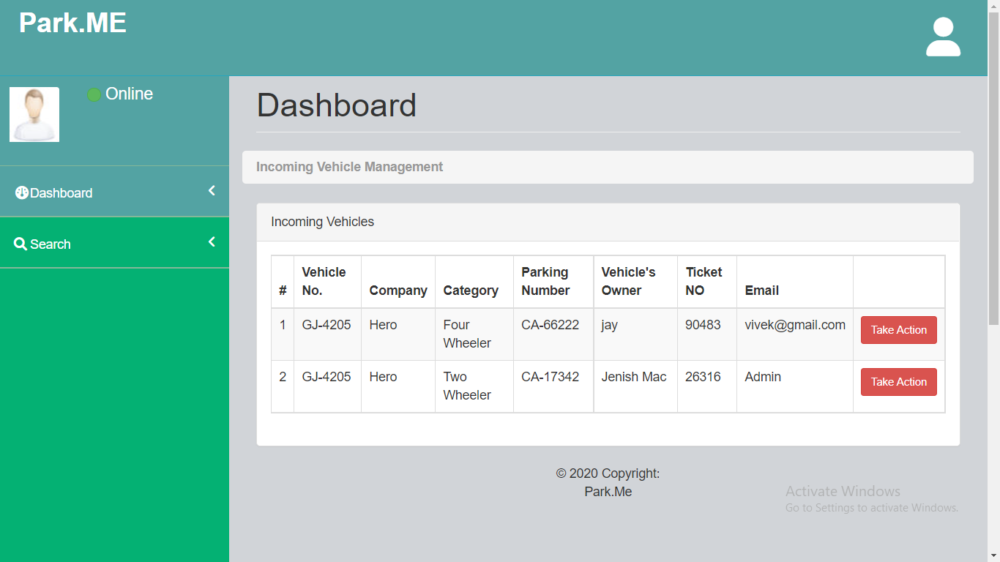 Park.ME
Online
Dashboard
Search
Dashboard
Incoming Vehicle Management
Incoming Vehicles
# Vehicle No. Company Category Parking Number Vehicle's Owner Ticket NO Email
1 GJ-4205 Hero Four Wheeler CA-66222 jay 90483 vivek@gmail.com Take Action
2 GJ-4205 Hero Two Wheeler CA-17342 Jenish Mac 26316 Admin Take Action
© 2020 Copyright:
Park.Me
Activate Windows
Go to Settings to activate Windows.